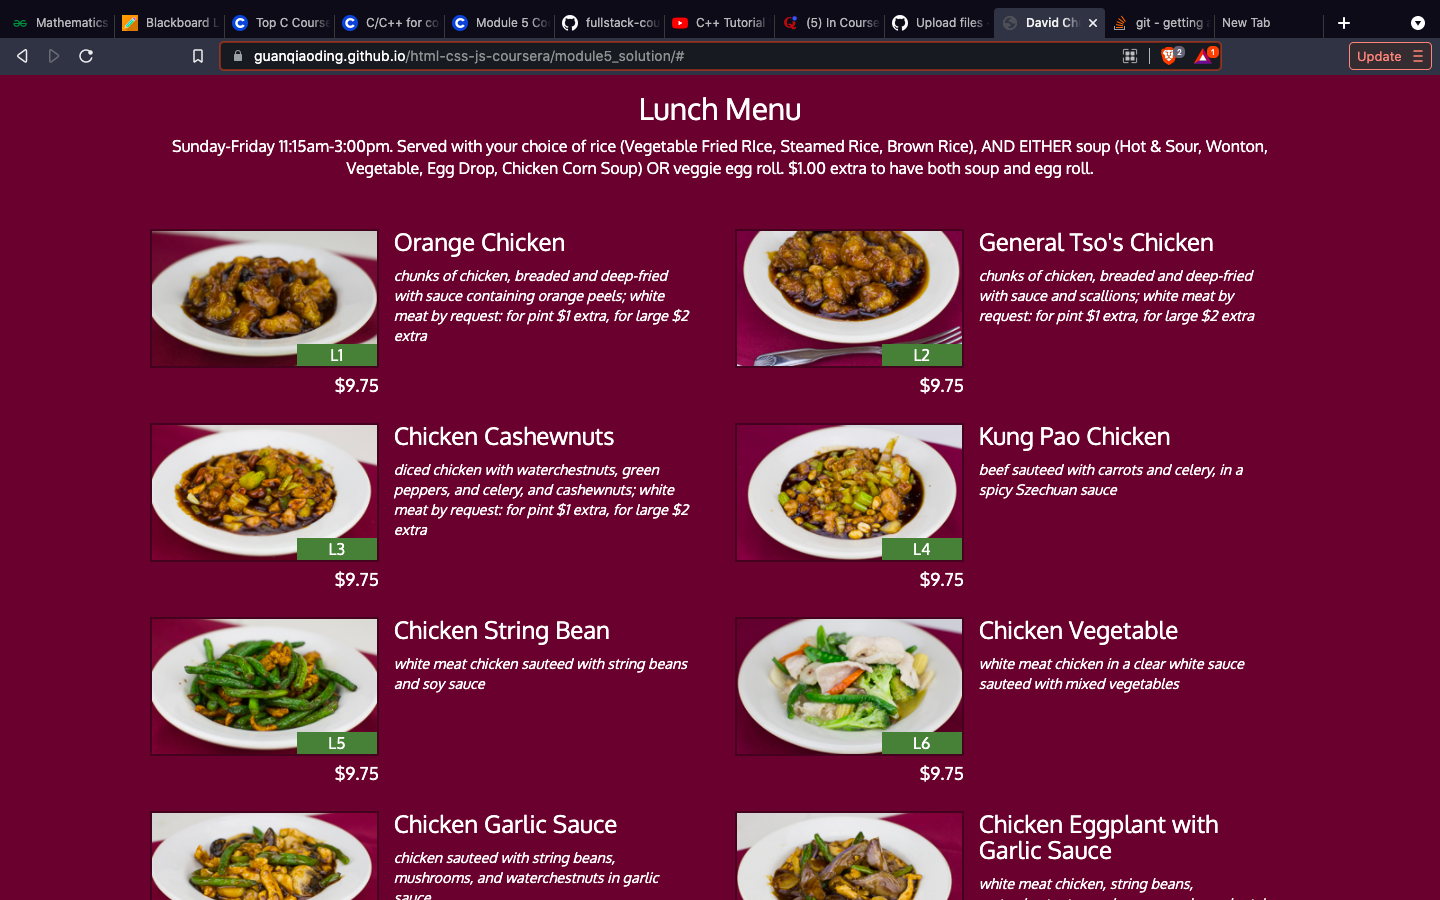 Mathematics
Blackboard L
Top C Course
C/C++ for co
Module 5 Co
fullstack-cou
C++ Tutorial
(5) In Course
Upload files
David Ch
git - getting
New Tab
guanqiaoding.github.io/html-css-js-coursera/module5_solution/#
2
1
Update
Lunch Menu
Sunday-Friday 11:15am-3:00pm. Served with your choice of rice (Vegetable Fried RIce, Steamed Rice, Brown Rice), AND EITHER soup (Hot & Sour, Wonton,
Vegetable, Egg Drop, Chicken Corn Soup) OR veggie egg roll. $1.00 extra to have both soup and egg roll.
Orange Chicken
chunks of chicken, breaded and deep-fried
with sauce containing orange peels; white
meat by request: for pint $1 extra, for large $2
extra
L1
$9.75
General Tso's Chicken
chunks of chicken, breaded and deep-fried
with sauce and scallions; white meat by
request: for pint $1 extra, for large $2 extra
L2
$9.75
Chicken Cashewnuts
diced chicken with waterchestnuts, green
peppers, and celery, and cashewnuts; white
meat by request: for pint $1 extra, for large $2
extra
L3
$9.75
Kung Pao Chicken
beef sauteed with carrots and celery, in a
spicy Szechuan sauce
L4
$9.75
Chicken String Bean
white meat chicken sauteed with string beans
and soy sauce
L5
$9.75
Chicken Vegetable
white meat chicken in a clear white sauce
sauteed with mixed vegetables
L6
$9.75
Chicken Garlic Sauce
chicken sauteed with string beans,
mushrooms, and waterchestnuts in garlic
sauce
Chicken Eggplant with
Garlic Sauce
white meat chicken, string beans,